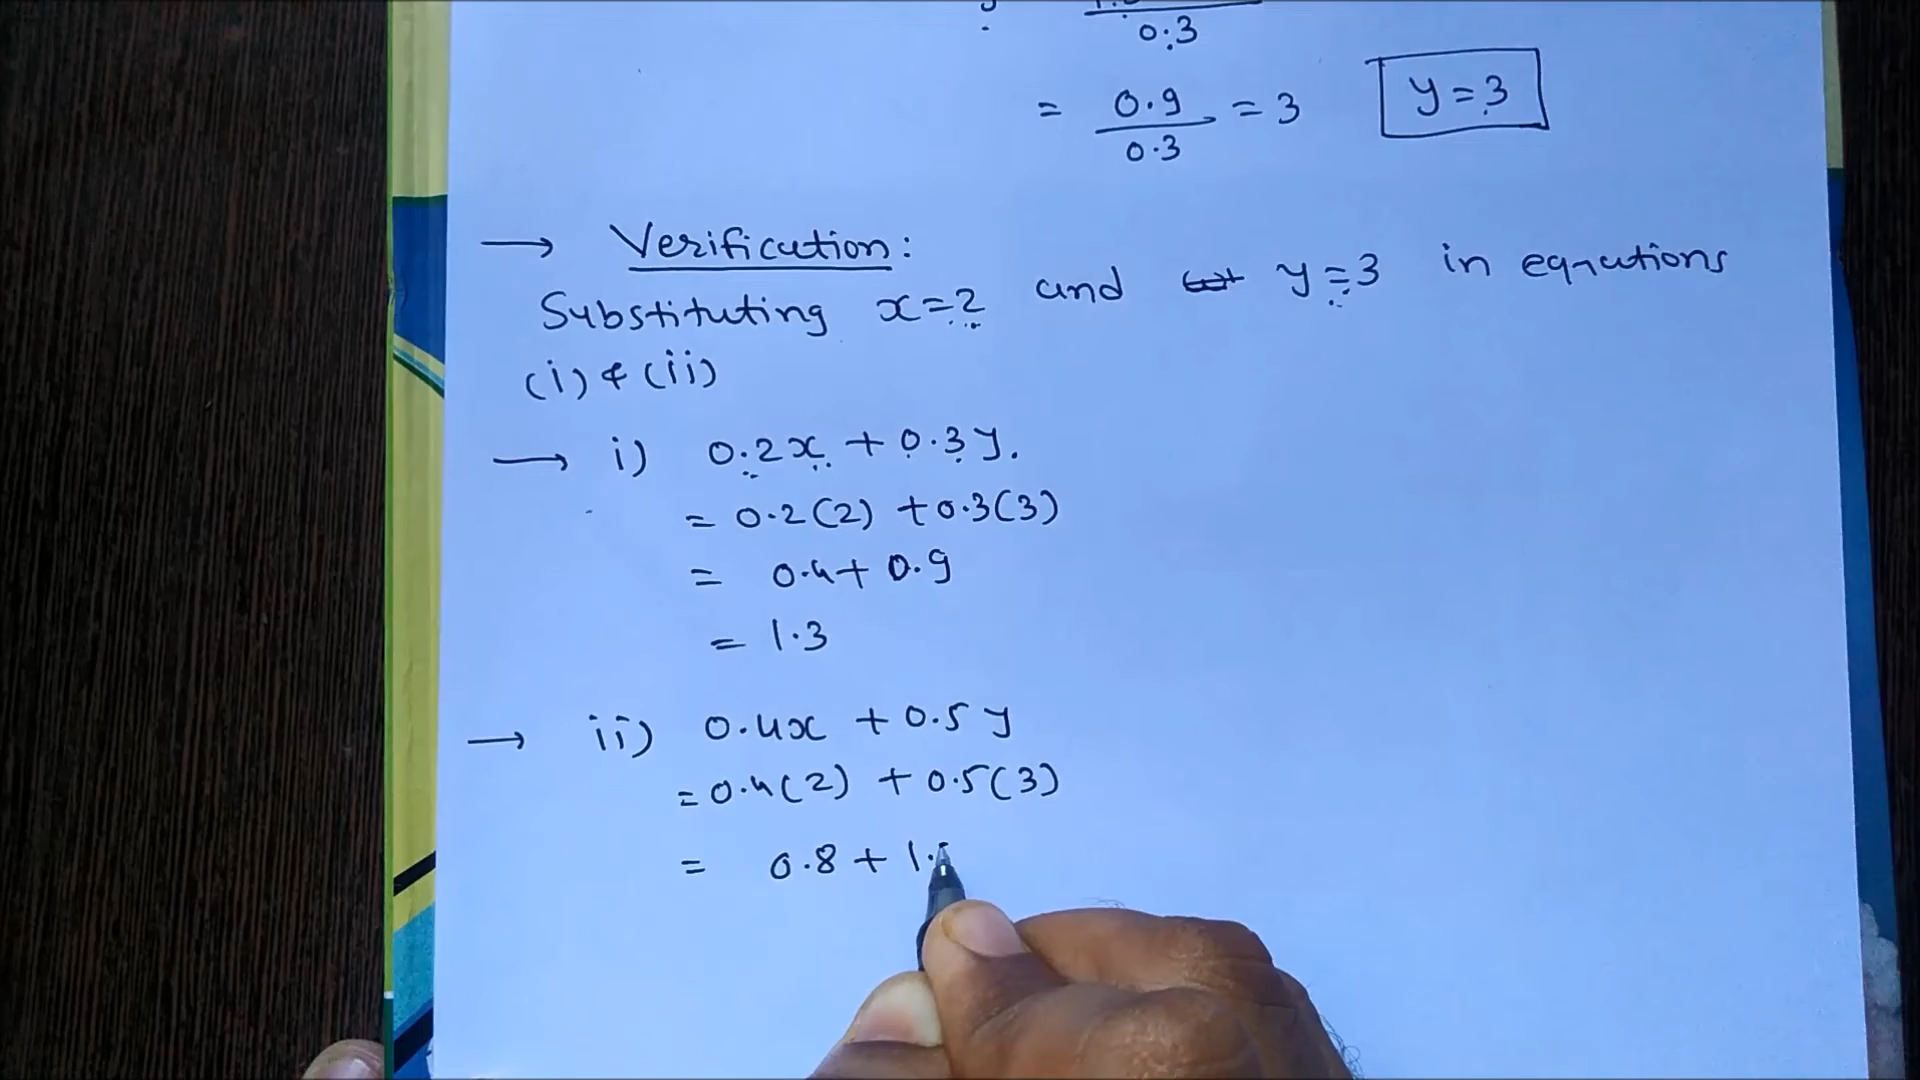 0.3
= 0.9/0.3 = 3 y=3
→ Verification:
Substituting x=2 and y=3 in equations
(i) & (ii)
→ i) 0.2x + 0.3y.
= 0.2(2) + 0.3(3)
= 0.4 + 0.9
= 1.3
→ ii) 0.4x + 0.5y
= 0.4(2) + 0.5(3)
= 0.8 + 1.